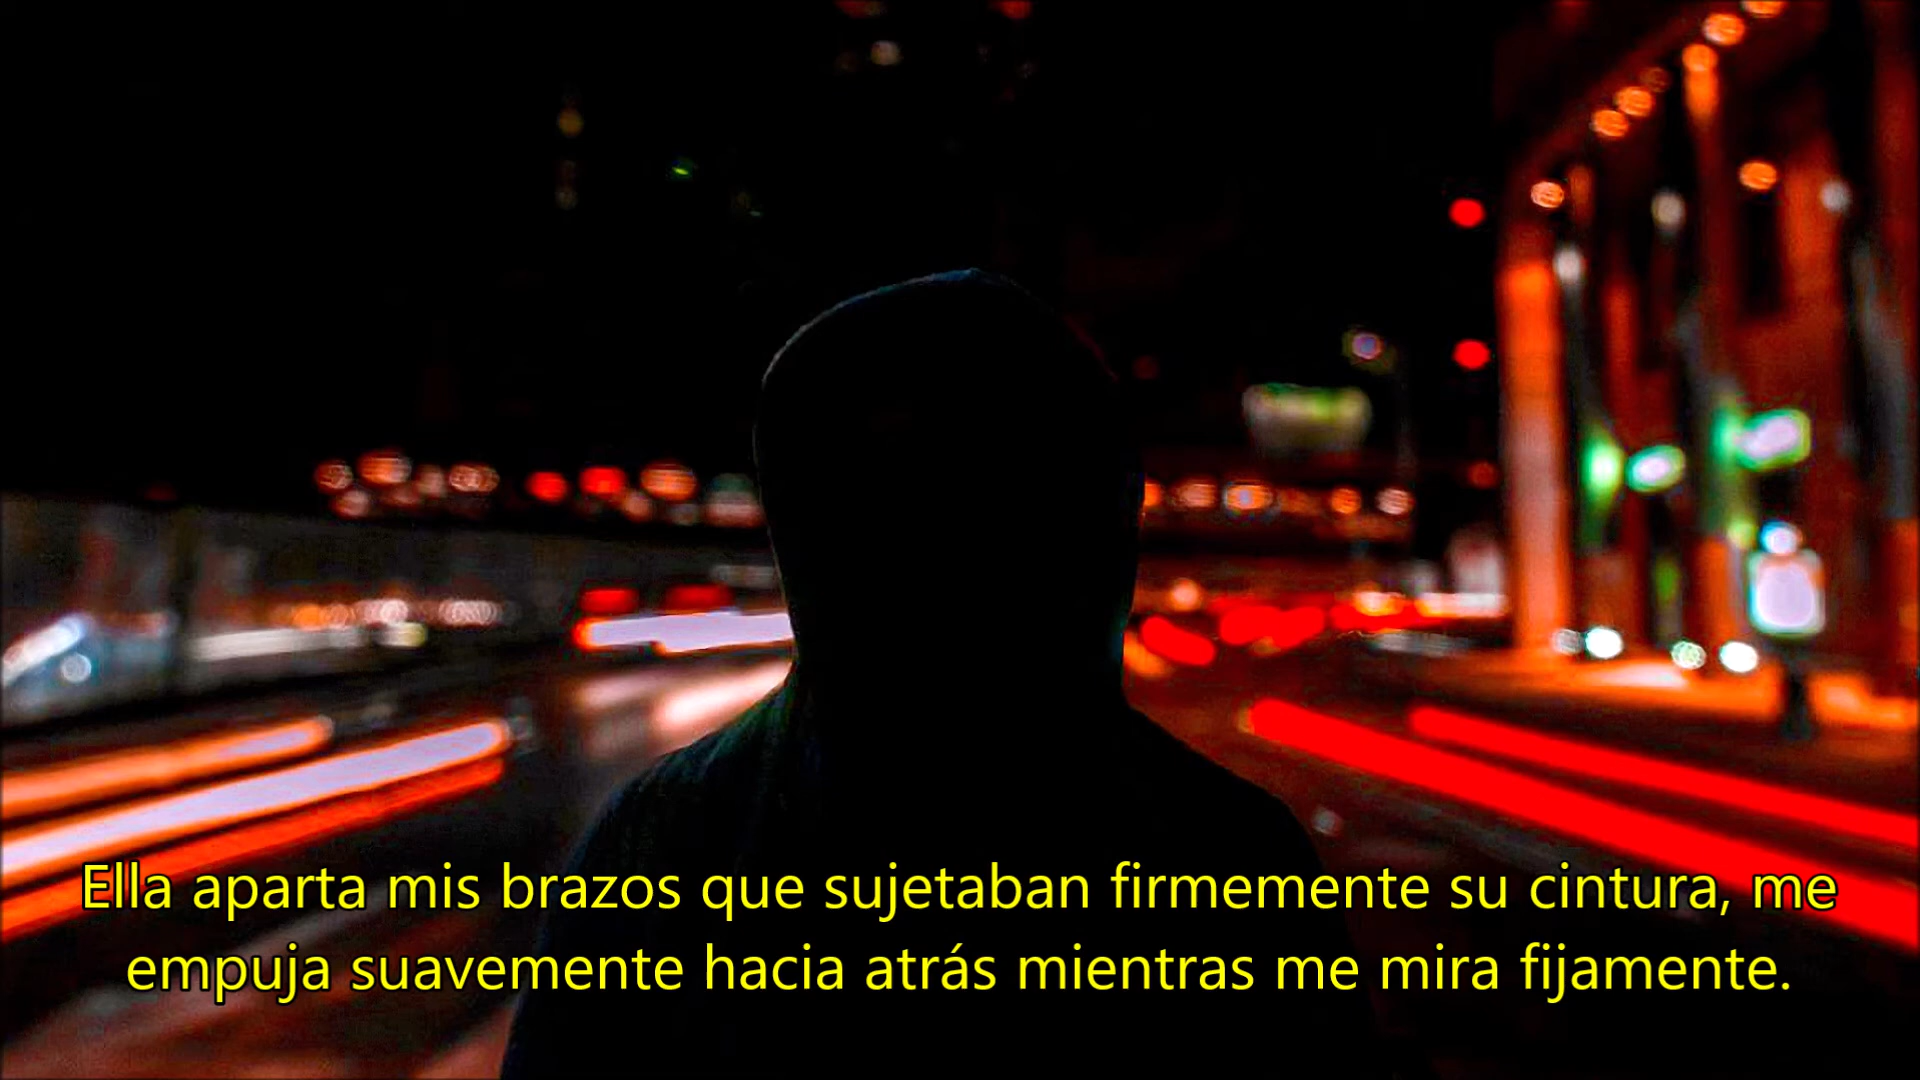 Ella aparta mis brazos que sujetaban firmemente su cintura, me
empuja suavemente hacia atrás mientras me mira fijamente.